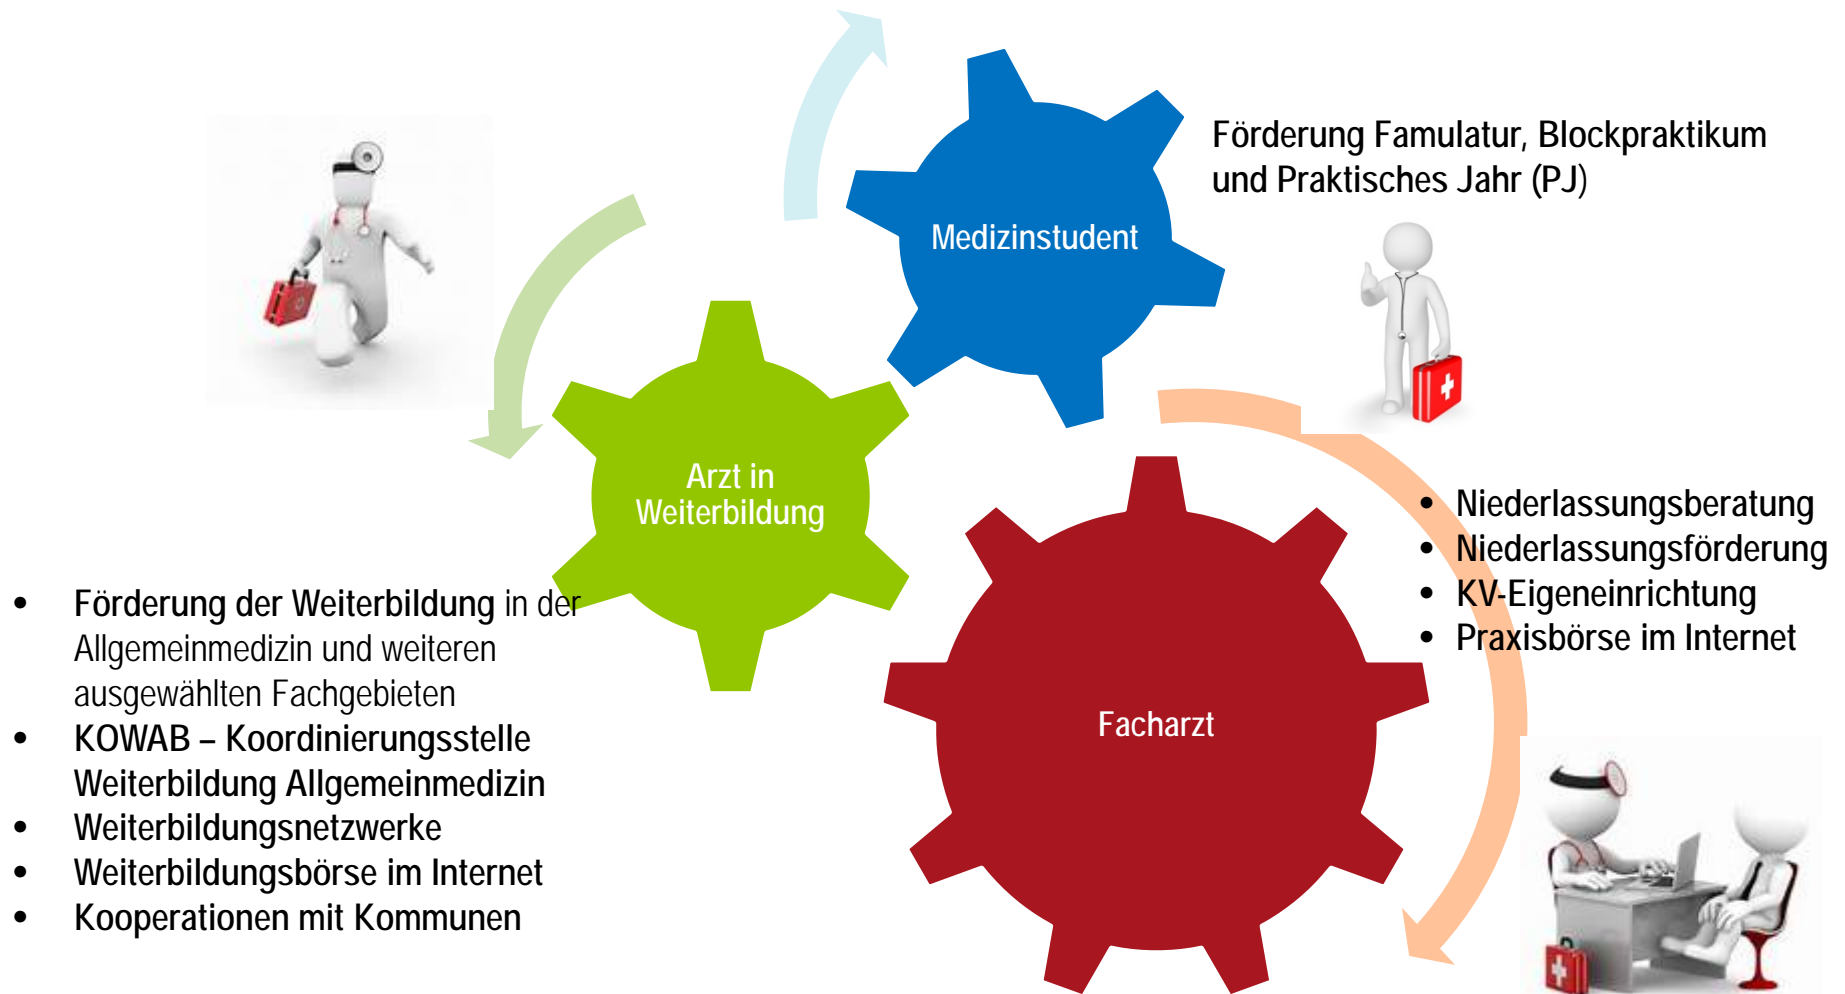 Förderung Famulatur, Blockpraktikum
und Praktisches Jahr (PJ)
Medizinstudent
Arzt in
Weiterbildung
• Niederlassungsberatung
• Niederlassungsförderung
• KV-Eigeneinrichtung
• Praxisbörse im Internet
Facharzt
• Förderung der Weiterbildung in der
Allgemeinmedizin und weiteren
ausgewählten Fachgebieten
• KOWAB – Koordinierungsstelle
Weiterbildung Allgemeinmedizin
• Weiterbildungsnetzwerke
• Weiterbildungsbörse im Internet
• Kooperationen mit Kommunen